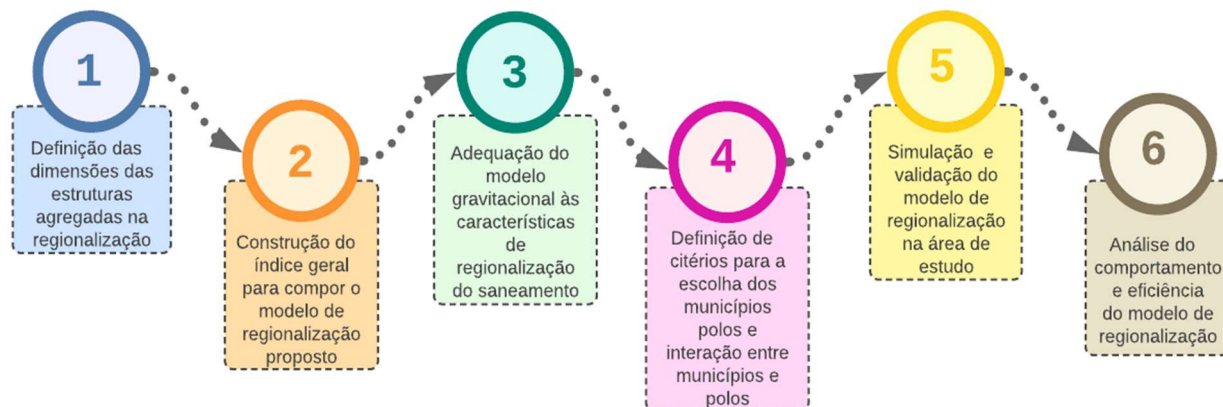 1
Definição das
dimensões das
estruturas
agregadas na
regionalização
2
Construção do
índice geral
para compor o
modelo de
regionalização
proposto
3
Adequação do
modelo
gravitacional às
características
de
regionalização
do saneamento
4
Definição de
citérios para a
escolha dos
municípios
polos e
interação entre
municípios e
polos
5
Simulação e
validação do
modelo de
regionalização
na área de
estudo
6
Análise do
comportamento
e eficiência
do modelo de
regionalização